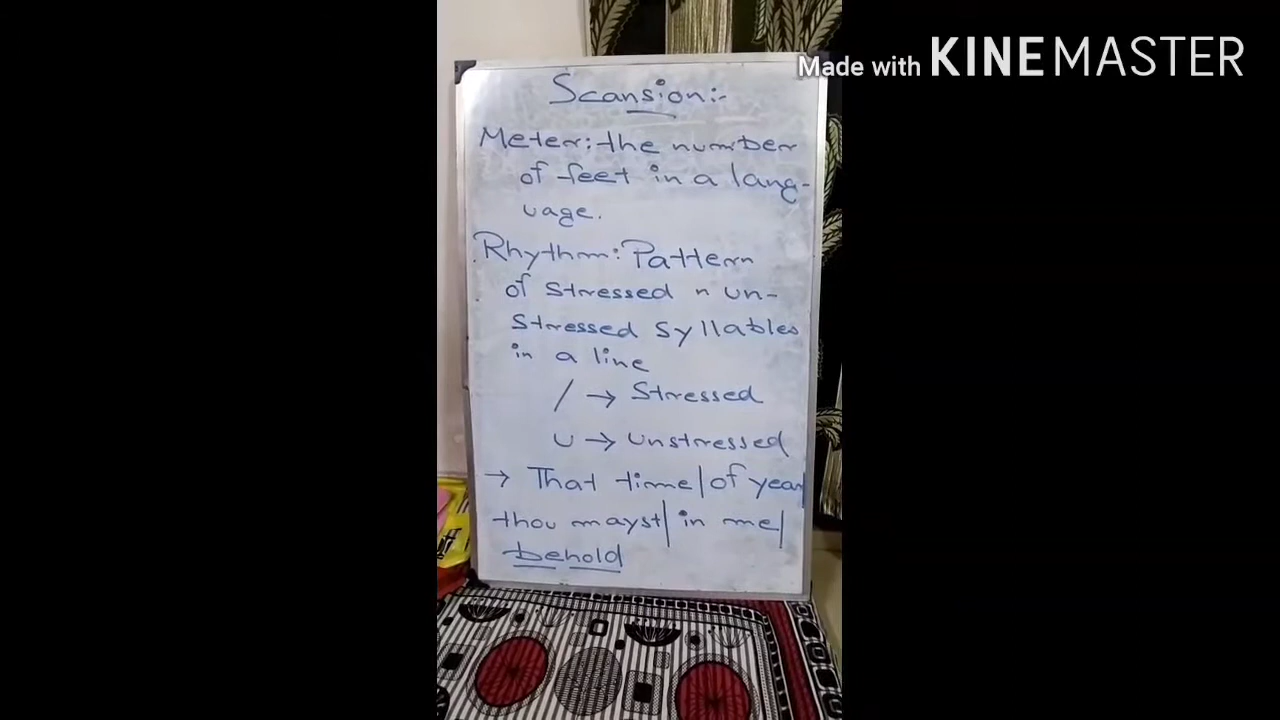 Made with KINEMASTER
Scansion:-
Meter: the number
of feet in a lang-
uage.
Rhythm: Pattern
of stressed n un-
stressed syllables
in a line
/ → Stressed
∪ → unstressed
→ That time/of year/
thou mayst/in me/
behold